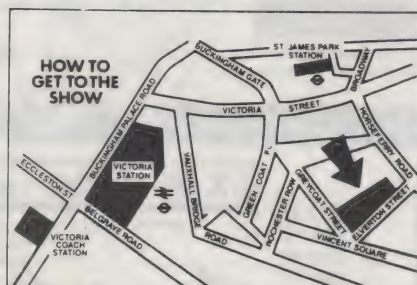 HOW TO
GET TO THE
SHOW
ST JAMES PARK
STATION
BROADWAY
BUCKINGHAM GATE
VICTORIA STREET
HORSEFERRY ROAD
BUCKINGHAM PALACE ROAD
VICTORIA
STATION
ECCLESTON ST
BELGRAVE ROAD
VICTORIA
COACH
STATION
VAUXHALL BRIDGE
ROAD
GREEN COAT PL
ROCHESTER ROW
GREYCOAT STREET
ELVERTON STREET
VINCENT SQUARE